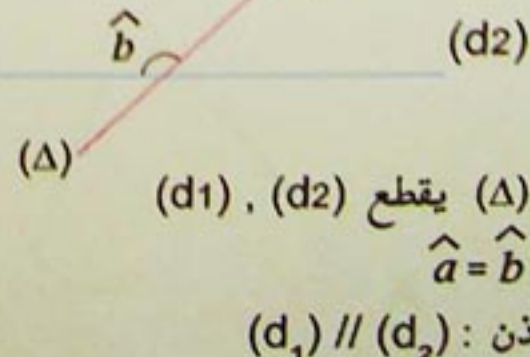 b̂
(d2)
(Δ)
(Δ) يقطع (d1) , (d2)
â = b̂
(d₁) // (d₂) :